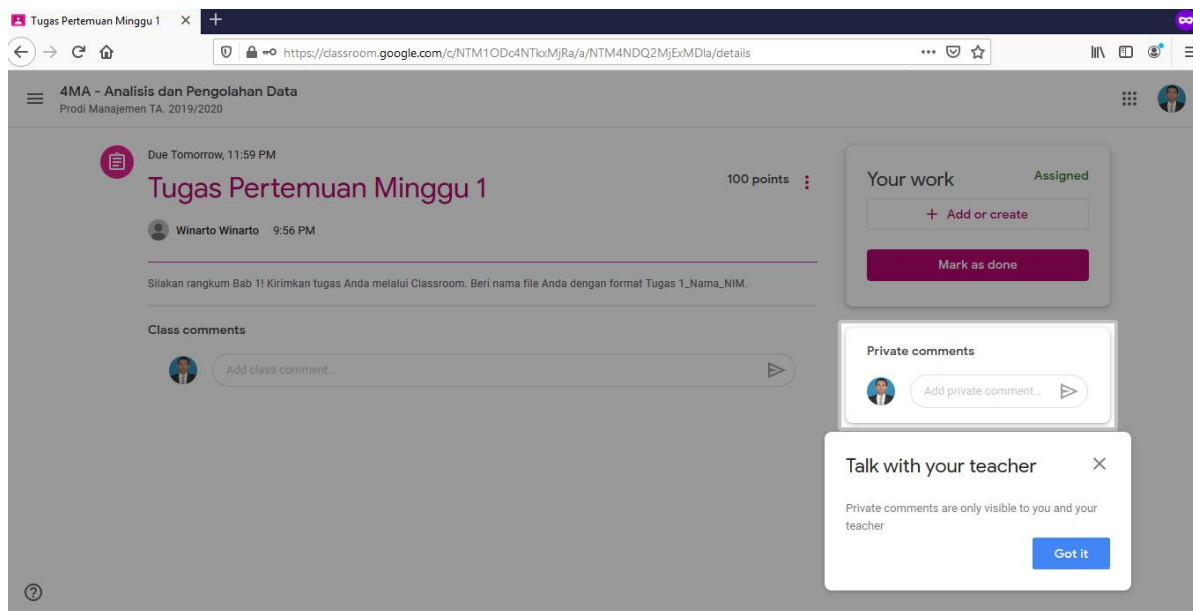 Tugas Pertemuan Minggu 1
https://classroom.google.com/c/NTM1ODc4NTkxMjRa/a/NTM4NDQ2MjExMDla/details
4MA - Analisis dan Pengolahan Data
Prodi Manajemen TA. 2019/2020
Due Tomorrow, 11:59 PM
Tugas Pertemuan Minggu 1
100 points
Winarto Winarto 9:56 PM
Silakan rangkum Bab 1! Kirimkan tugas Anda melalui Classroom. Beri nama file Anda dengan format Tugas 1_Nama_NIM.
Class comments
Add class comment...
Your work
Assigned
+ Add or create
Mark as done
Private comments
Add private comment...
Talk with your teacher
Private comments are only visible to you and your
teacher
Got it